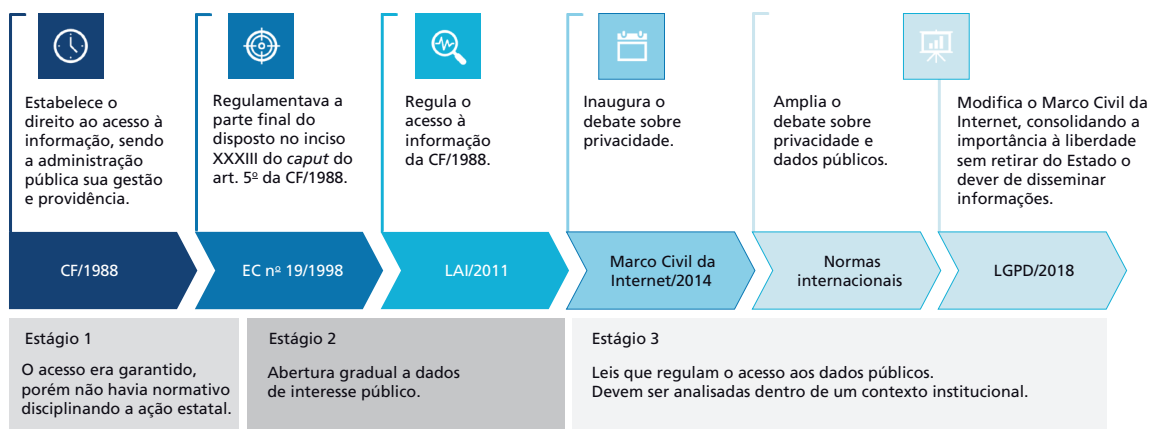 Estabelece o
direito ao acesso à
informação, sendo
a administração
pública sua gestão
e providência.
Regulamentava a
parte final do
disposto no inciso
XXXIII do caput do
art. 5º da CF/1988.
Regula o
acesso à
informação
da CF/1988.
Inaugura o
debate sobre
privacidade.
Amplia o
debate sobre
privacidade e
dados públicos.
Modifica o Marco Civil da
Internet, consolidando a
importância à liberdade
sem retirar do Estado o
dever de disseminar
informações.
CF/1988
EC nº 19/1998
LAI/2011
Marco Civil da
Internet/2014
Normas
internacionais
LGPD/2018
Estágio 1
O acesso era garantido,
porém não havia normativo
disciplinando a ação estatal.
Estágio 2
Abertura gradual a dados
de interesse público.
Estágio 3
Leis que regulam o acesso aos dados públicos.
Devem ser analisadas dentro de um contexto institucional.